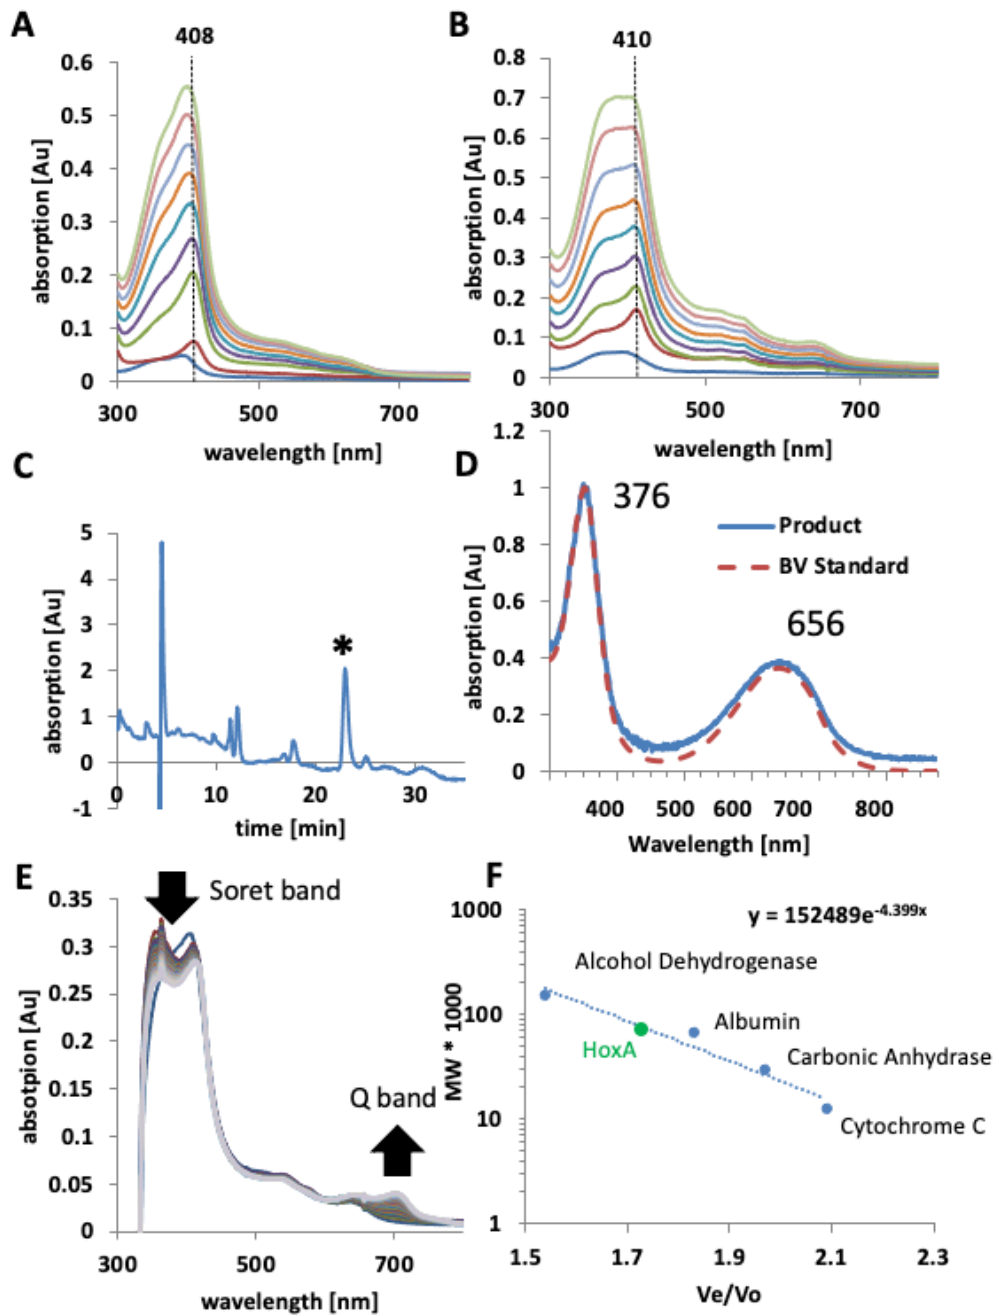 A
408
0.6
0.5
0.4
0.3
0.2
0.1
0
absorption [Au]
300 500 700
wavelength [nm]
B
410
0.8
0.7
0.6
0.5
0.4
0.3
0.2
0.1
0
absorption [Au]
300 500 700
wavelength [nm]
C
5
4
3
2
1
0
-1
absorption [Au]
*
0 10 20 30
time [min]
D
1.2
1
0.8
0.6
0.4
0.2
0
absorption [Au]
376
Product
BV Standard
656
400 500 600 700 800
Wavelength [nm]
E
Soret band
0.35
0.3
0.25
0.2
0.15
0.1
0.05
0
absotpion [Au]
Q band
300 500 700
wavelength [nm]
F
1000
100
10
1
MW * 1000
y = 152489e-4.399x
Alcohol Dehydrogenase
Albumin
HoxA
Carbonic Anhydrase
Cytochrome C
1.5 1.7 1.9 2.1 2.3
Ve/Vo